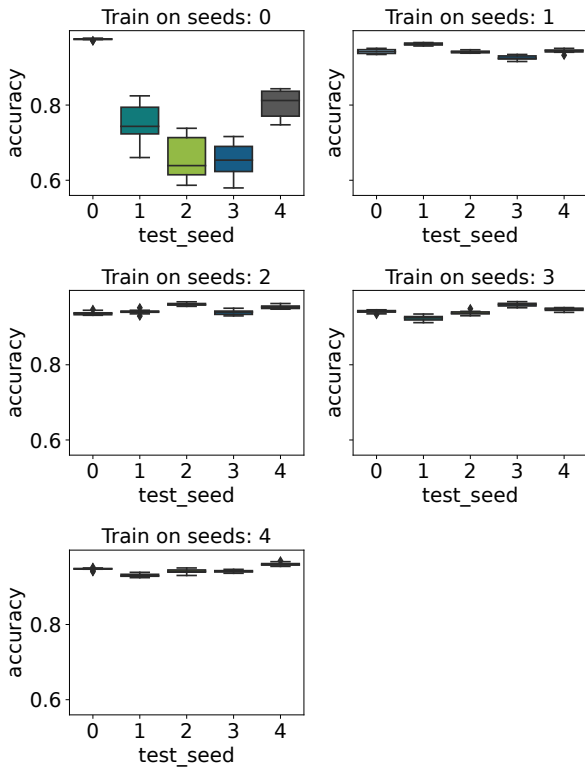 Train on seeds: 0
accuracy
0.8
0.6
0 1 2 3 4
test_seed
Train on seeds: 1
accuracy
0 1 2 3 4
test_seed
Train on seeds: 2
accuracy
0.8
0.6
0 1 2 3 4
test_seed
Train on seeds: 3
accuracy
0 1 2 3 4
test_seed
Train on seeds: 4
accuracy
0.8
0.6
0 1 2 3 4
test_seed